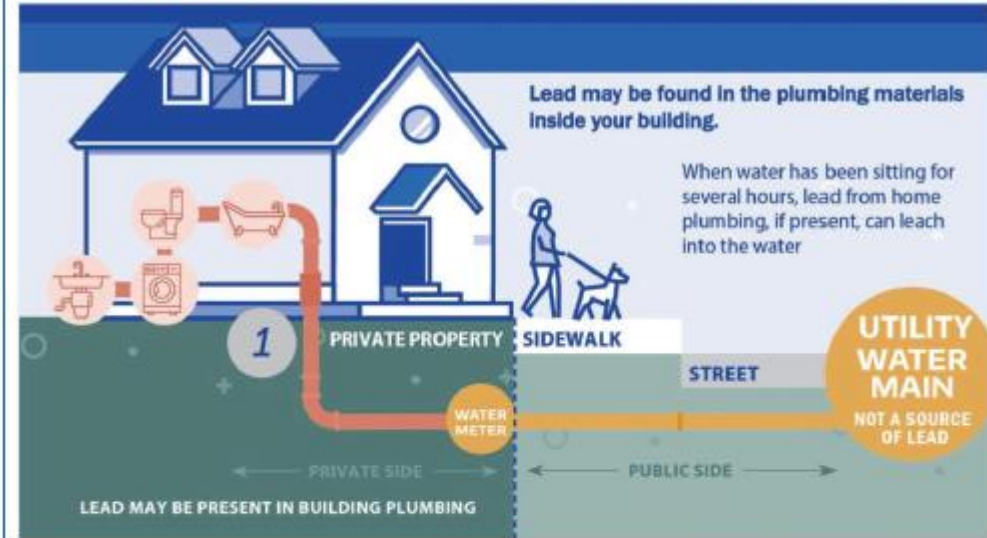 Lead may be found in the plumbing materials
inside your building.
When water has been sitting for
several hours, lead from home
plumbing, if present, can leach
into the water
1
PRIVATE PROPERTY
SIDEWALK
STREET
UTILITY
WATER
MAIN
NOT A SOURCE
OF LEAD
WATER
METER
PRIVATE SIDE
PUBLIC SIDE
LEAD MAY BE PRESENT IN BUILDING PLUMBING